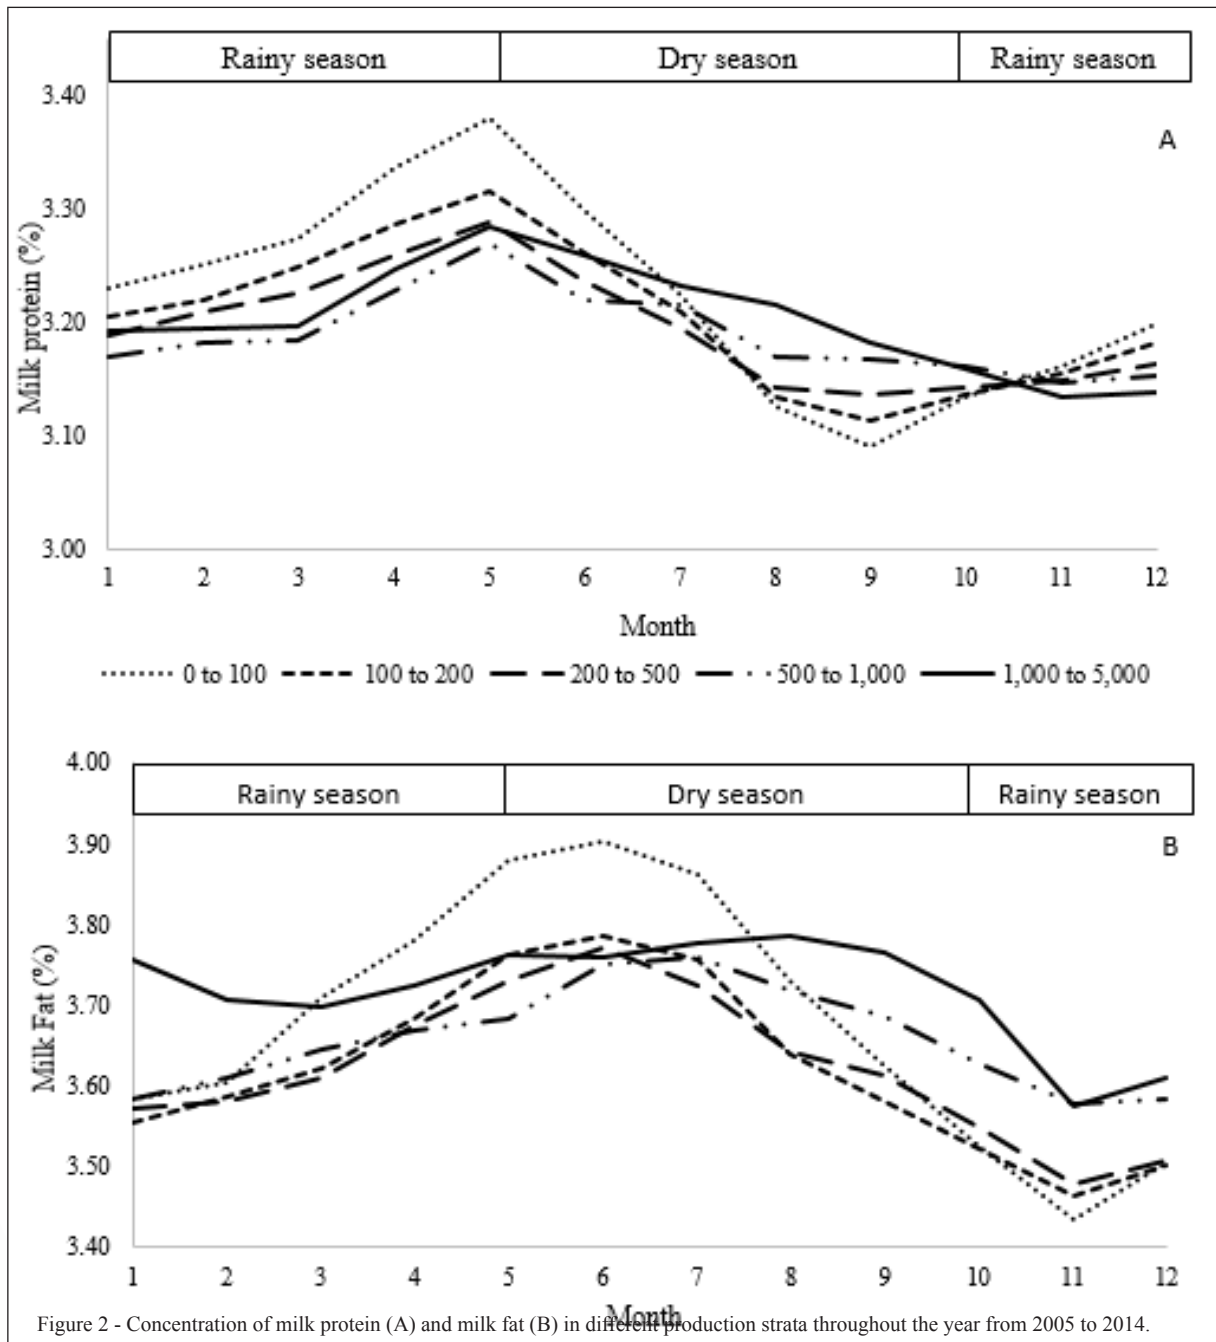 Rainy season Dry season Rainy season
3.40
A
3.30
3.20
3.10
3.00
Milk protein (%)
1 2 3 4 5 6 7 8 9 10 11 12
Month
0 to 100 100 to 200 200 to 500 500 to 1,000 1,000 to 5,000
4.00
Rainy season Dry season Rainy season
3.90
B
3.80
3.70
3.60
3.50
3.40
Milk Fat (%)
1 2 3 4 5 6 7 8 9 10 11 12
Month
Figure 2 - Concentration of milk protein (A) and milk fat (B) in different production strata throughout the year from 2005 to 2014.